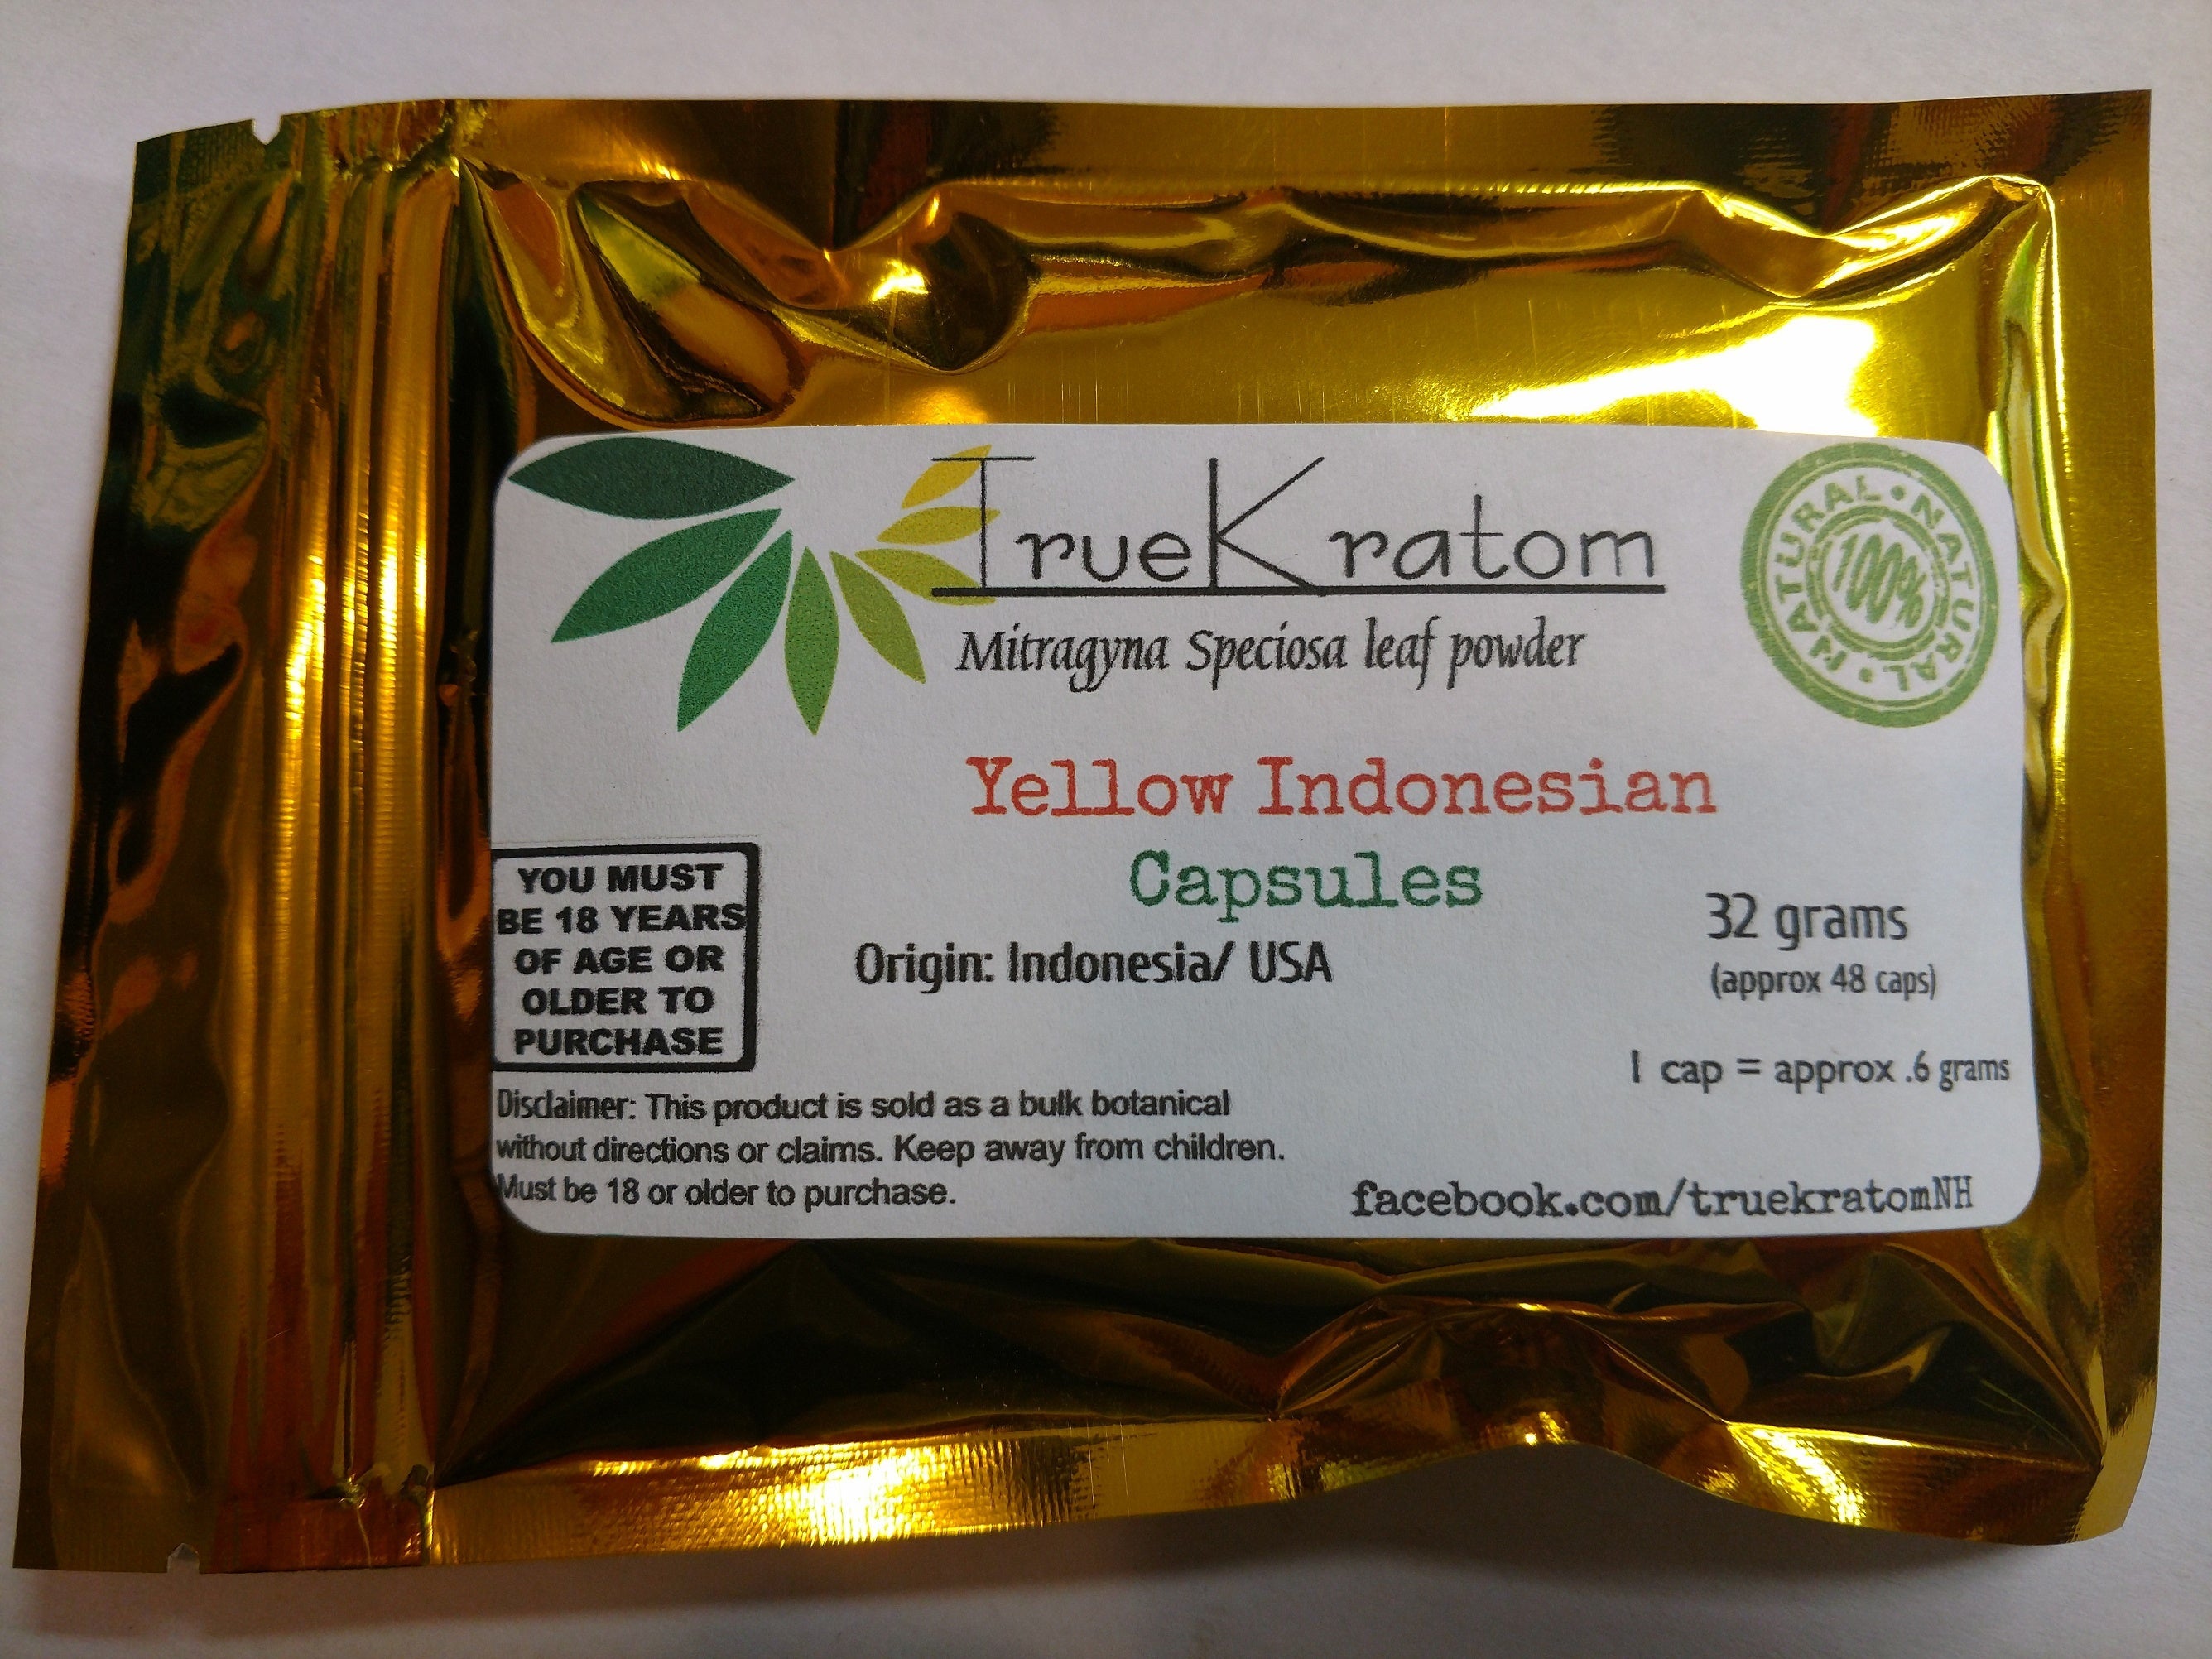 TrueKratom
Mitragyna Speciosa leaf powder
NATURAL • NATURAL • NATURAL •
100%
Yellow Indonesian
Capsules
Origin: Indonesia/ USA
32 grams
(approx 48 caps)
1 cap = approx .6 grams
YOU MUST
BE 18 YEARS
OF AGE OR
OLDER TO
PURCHASE
Disclaimer: This product is sold as a bulk botanical
without directions or claims. Keep away from children.
Must be 18 or older to purchase.
facebook.com/truekratomNH